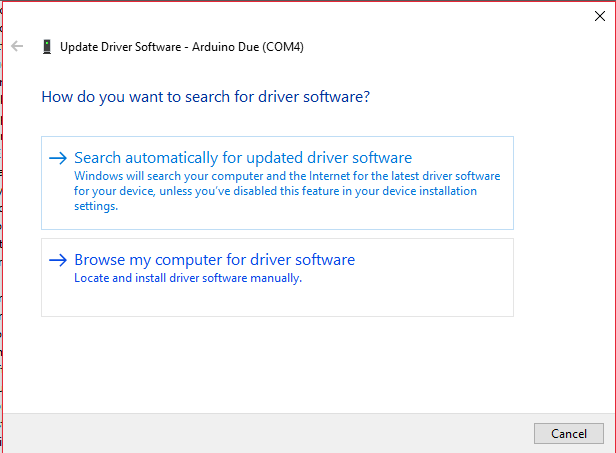 Update Driver Software - Arduino Due (COM4)
How do you want to search for driver software?
Search automatically for updated driver software
Windows will search your computer and the Internet for the latest driver software
for your device, unless you've disabled this feature in your device installation
settings.
Browse my computer for driver software
Locate and install driver software manually.
Cancel